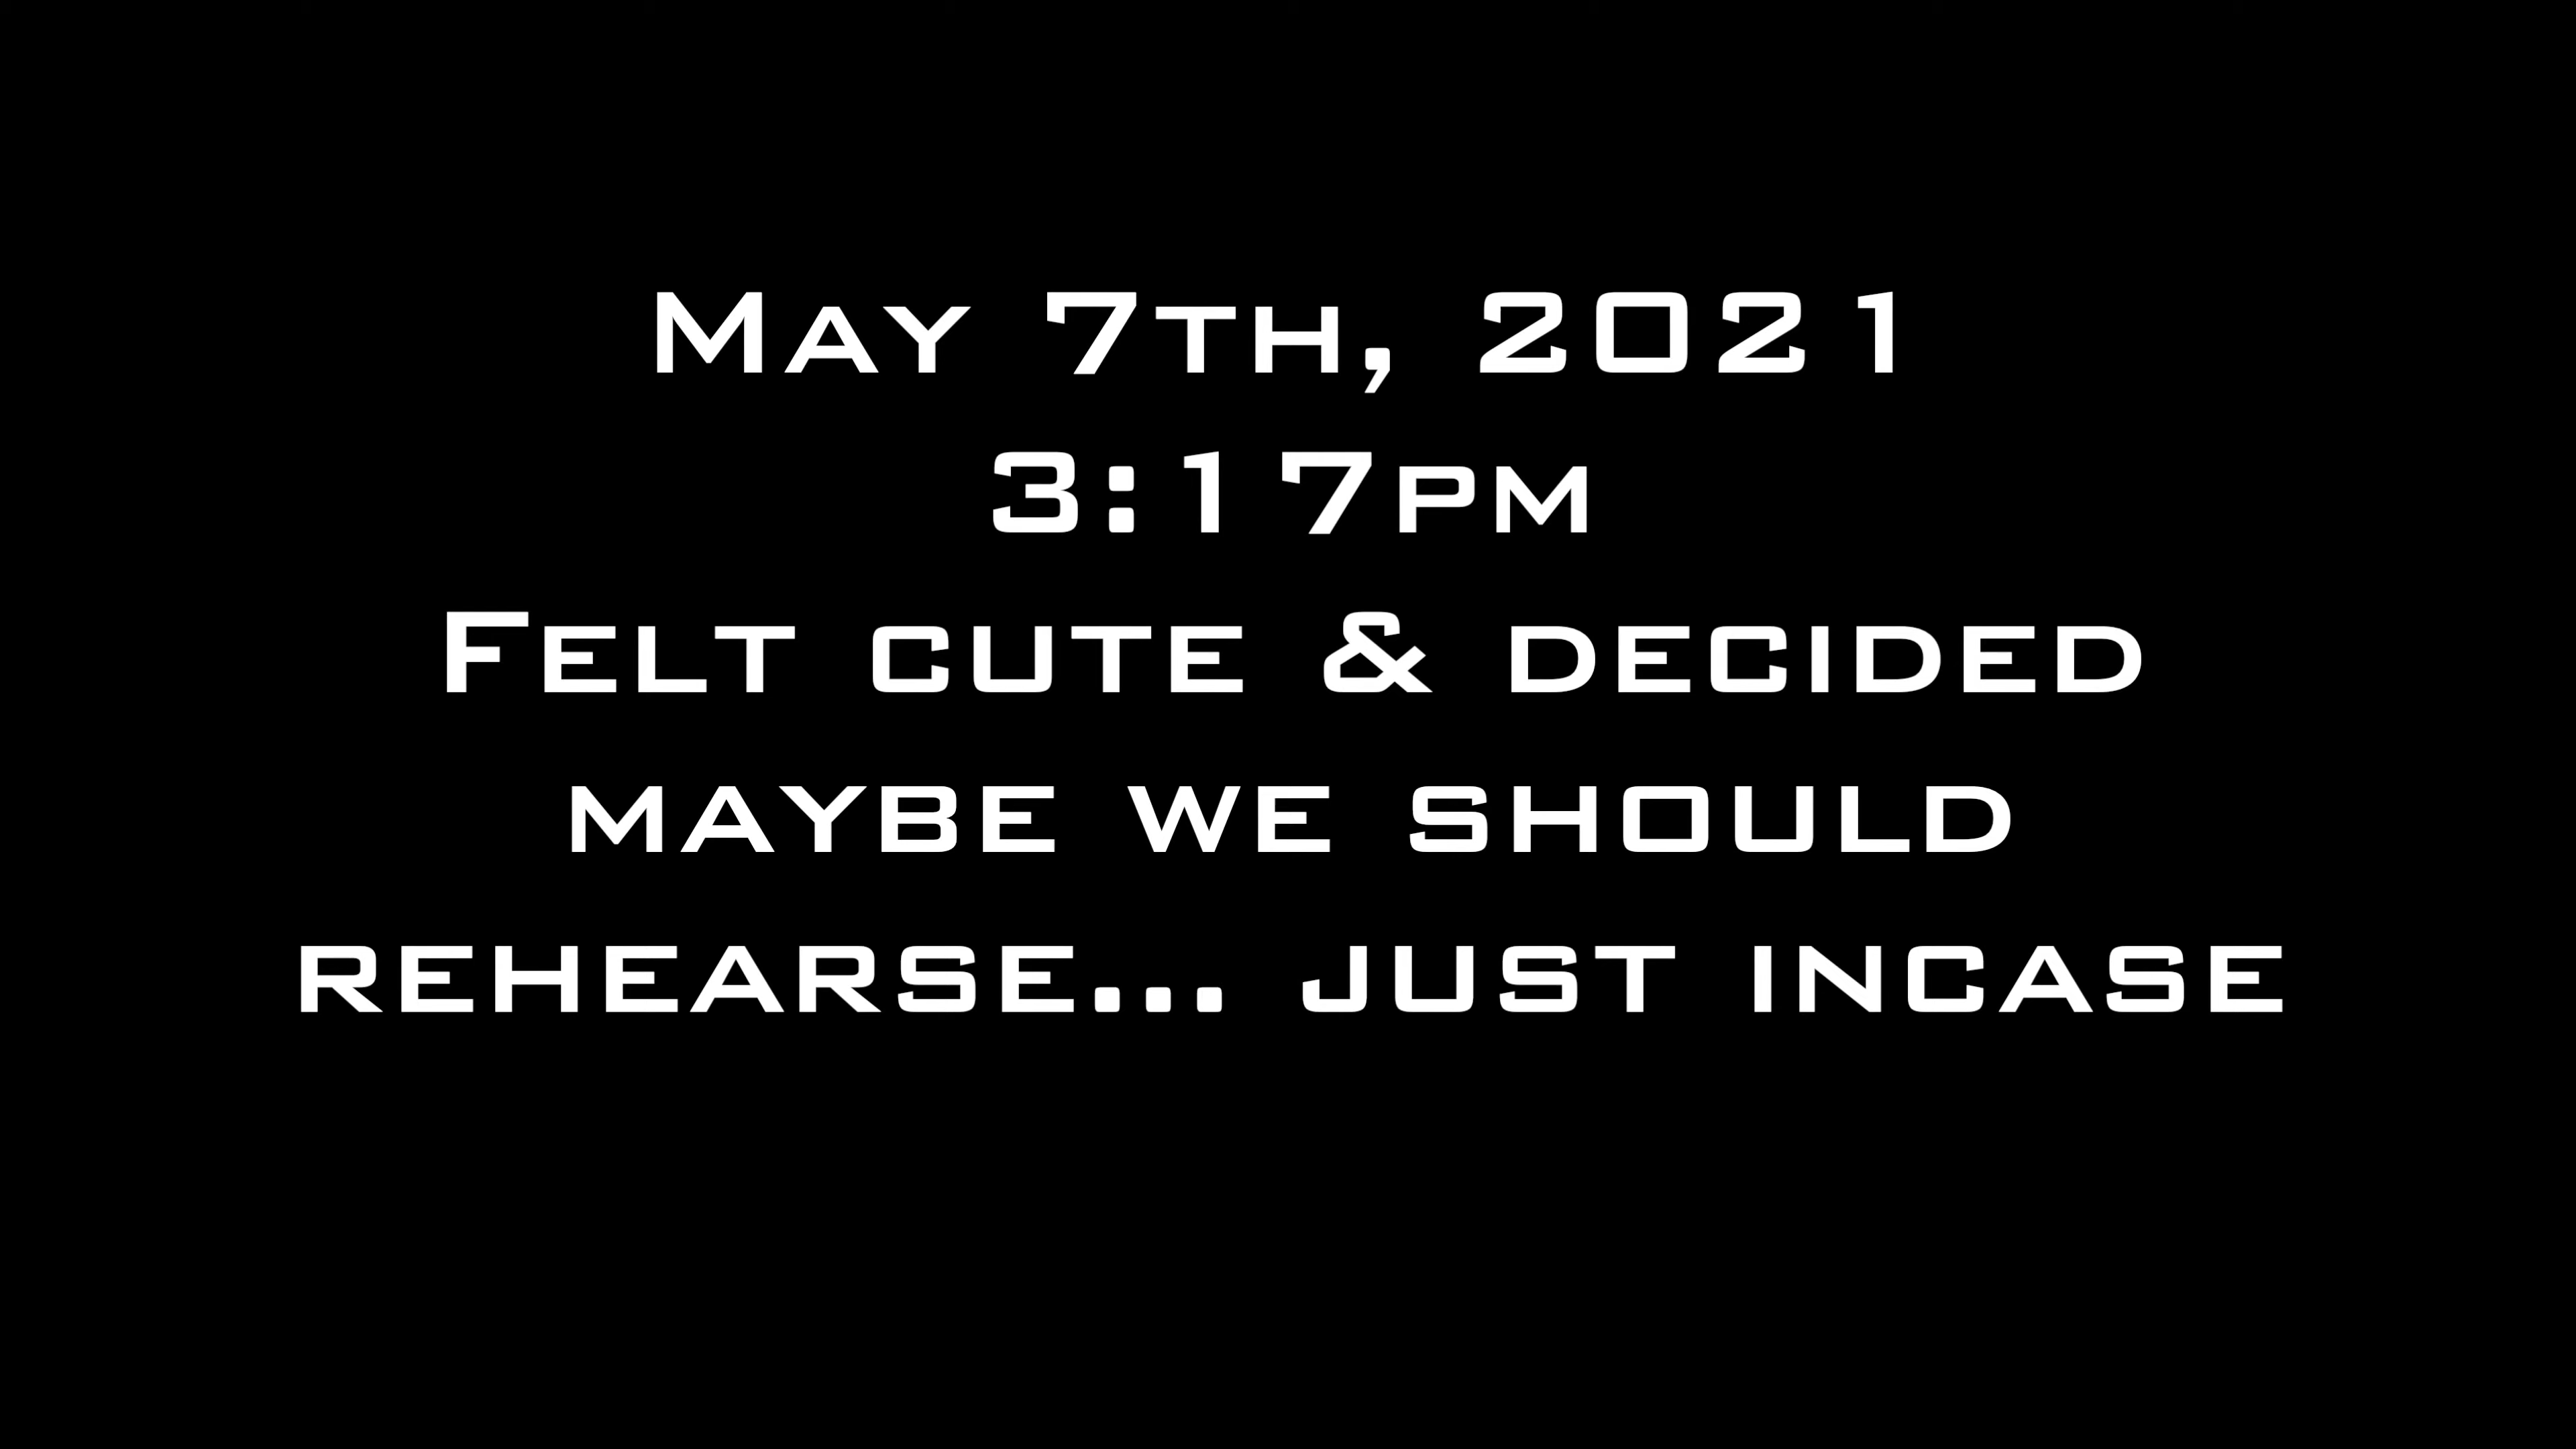 May 7th, 2021
3:17pm
Felt cute & decided
maybe we should
rehearse... just incase